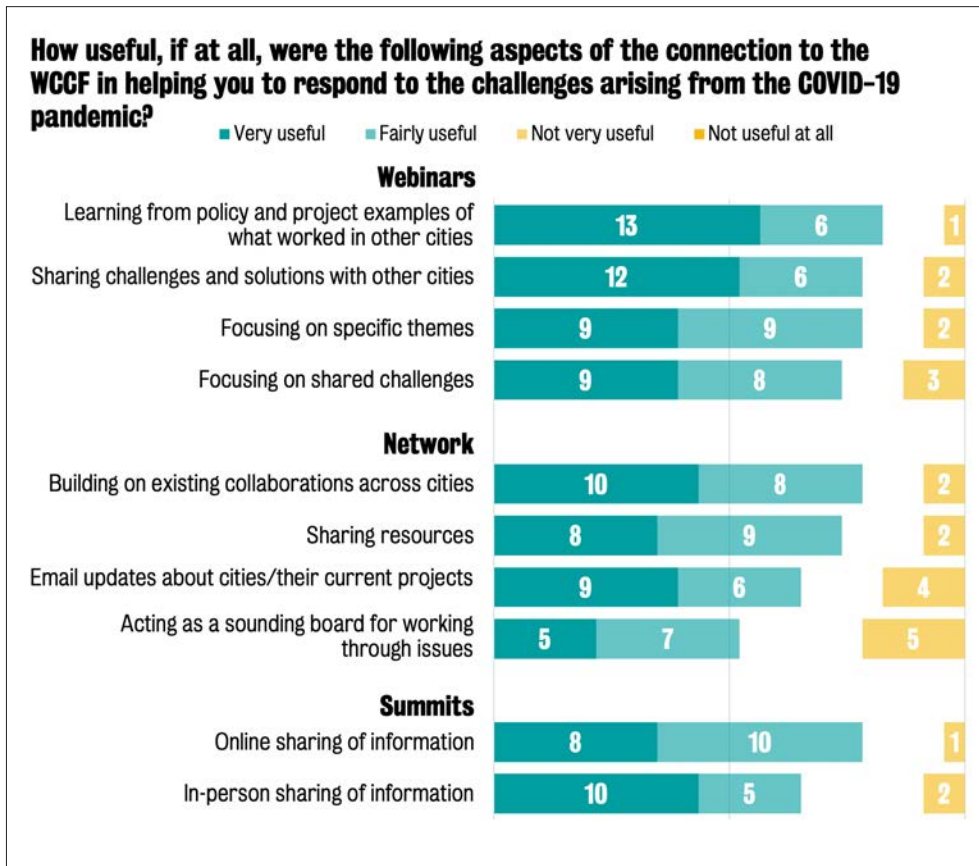 How useful, if at all, were the following aspects of the connection to the
WCCF in helping you to respond to the challenges arising from the COVID-19
pandemic?
Very useful Fairly useful Not very useful Not useful at all
Webinars
Learning from policy and project examples of
what worked in other cities
13 6 1
Sharing challenges and solutions with other cities 12 6 2
Focusing on specific themes 9 9 2
Focusing on shared challenges 9 8 3
Network
Building on existing collaborations across cities 10 8 2
Sharing resources 8 9 2
Email updates about cities/their current projects 9 6 4
Acting as a sounding board for working
through issues
5 7 5
Summits
Online sharing of information 8 10 1
In-person sharing of information 10 5 2